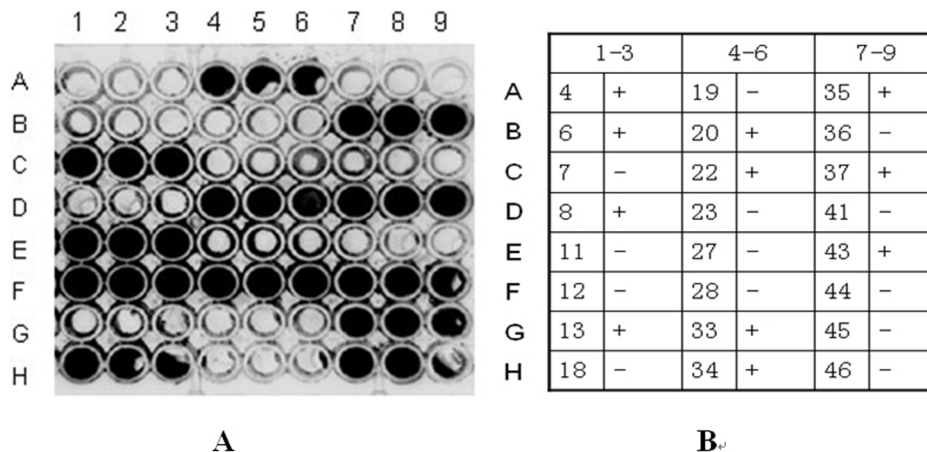 1 2 3 4 5 6 7 8 9
A
B
C
D
E
F
G
H
A
1-3 4-6 7-9
A 4 + 19 - 35 +
B 6 + 20 + 36 -
C 7 - 22 + 37 +
D 8 + 23 - 41 -
E 11 - 27 - 43 +
F 12 - 28 - 44 -
G 13 + 33 + 45 -
H 18 - 34 + 46 -
B